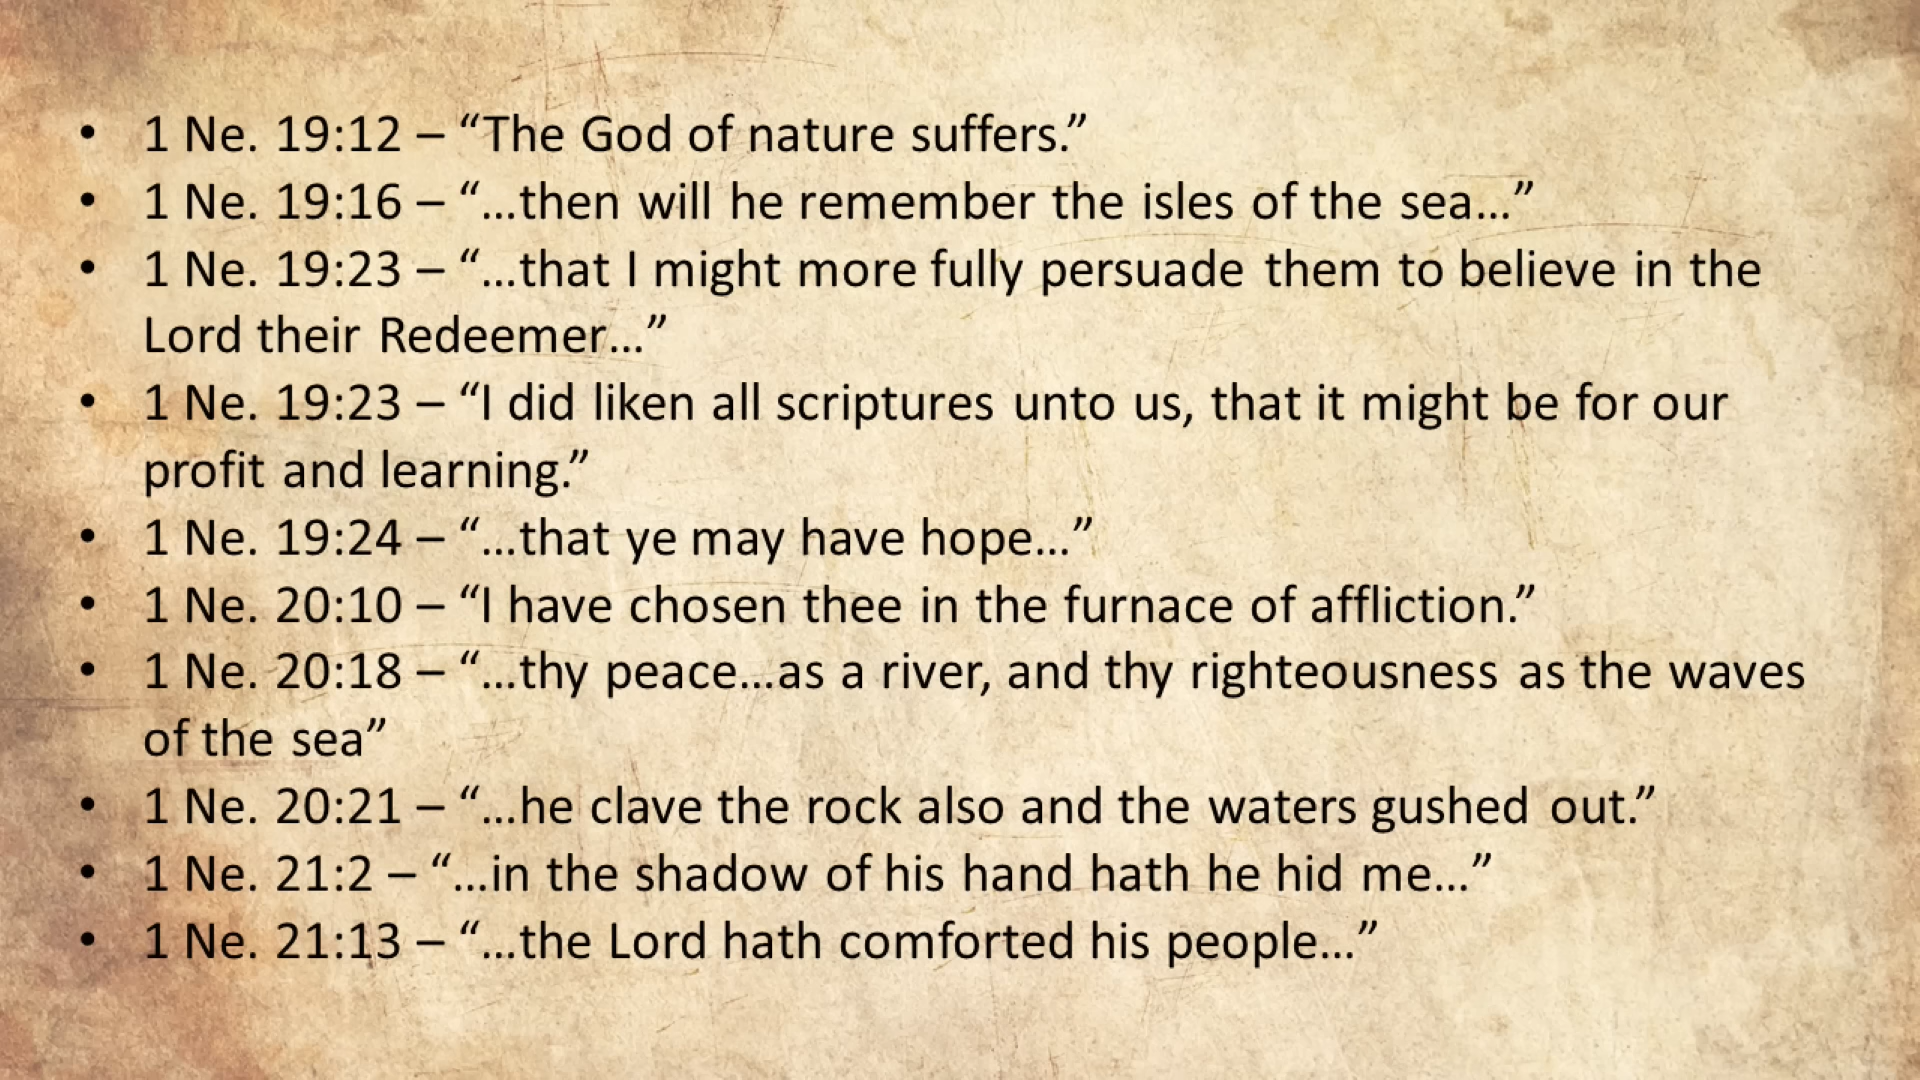 • 1 Ne. 19:12 – “The God of nature suffers.”
• 1 Ne. 19:16 – “…then will he remember the isles of the sea…”
• 1 Ne. 19:23 – “…that I might more fully persuade them to believe in the
Lord their Redeemer…”
• 1 Ne. 19:23 – “I did liken all scriptures unto us, that it might be for our
profit and learning.”
• 1 Ne. 19:24 – “…that ye may have hope…”
• 1 Ne. 20:10 – “I have chosen thee in the furnace of affliction.”
• 1 Ne. 20:18 – “…thy peace…as a river, and thy righteousness as the waves
of the sea”
• 1 Ne. 20:21 – “…he clave the rock also and the waters gushed out.”
• 1 Ne. 21:2 – “…in the shadow of his hand hath he hid me…”
• 1 Ne. 21:13 – “…the Lord hath comforted his people…”